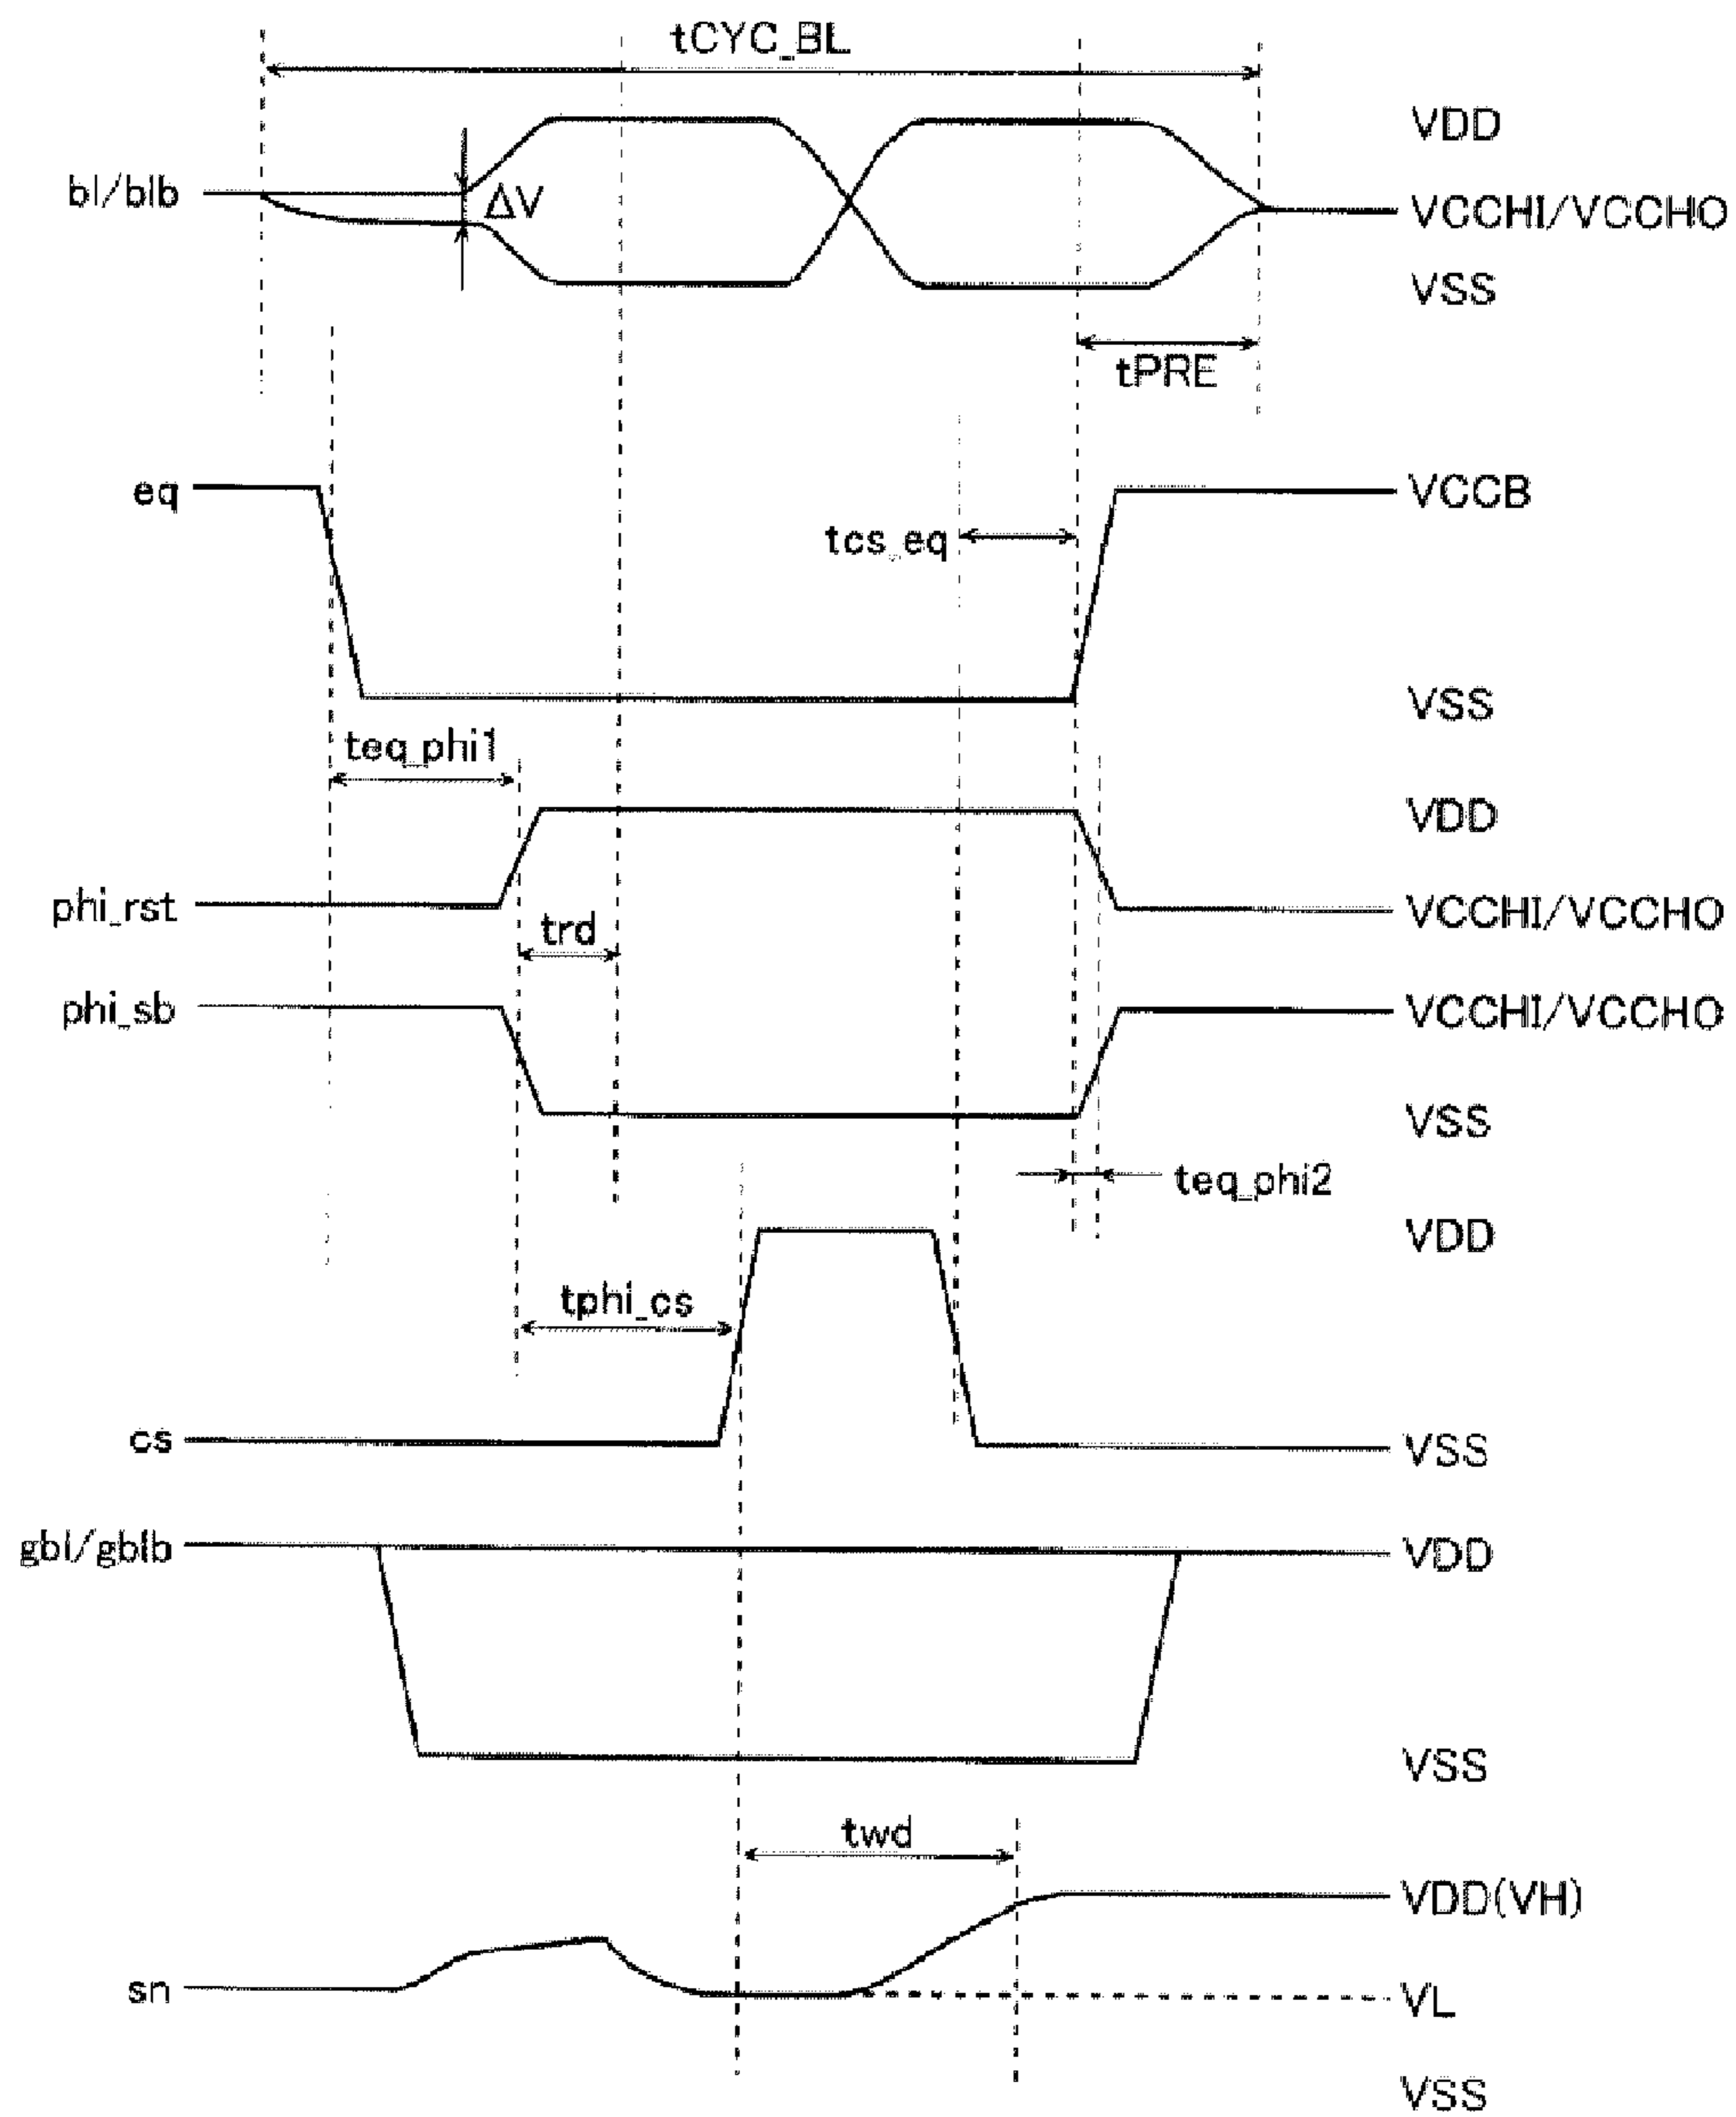 tCYC_BL
VDD
bl/blb
ΔV
VCCHI/VCCHO
VSS
tPRE
eq
VCCB
tcs_eq
VSS
teq_phi1
VDD
phi_rst
VCCHI/VCCHO
trd
phi_sb
VCCHI/VCCHO
VSS
teq_phi2
VDD
tphi_cs
cs
VSS
gbl/gblb
VDD
VSS
twd
VDD(VH)
sn
VL
VSS